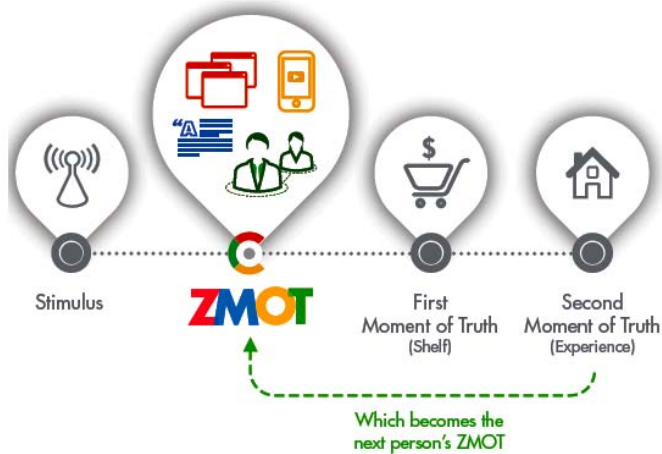 “A
$
Stimulus
ZMOT
First
Moment of Truth
(Shelf)
Second
Moment of Truth
(Experience)
Which becomes the
next person's ZMOT